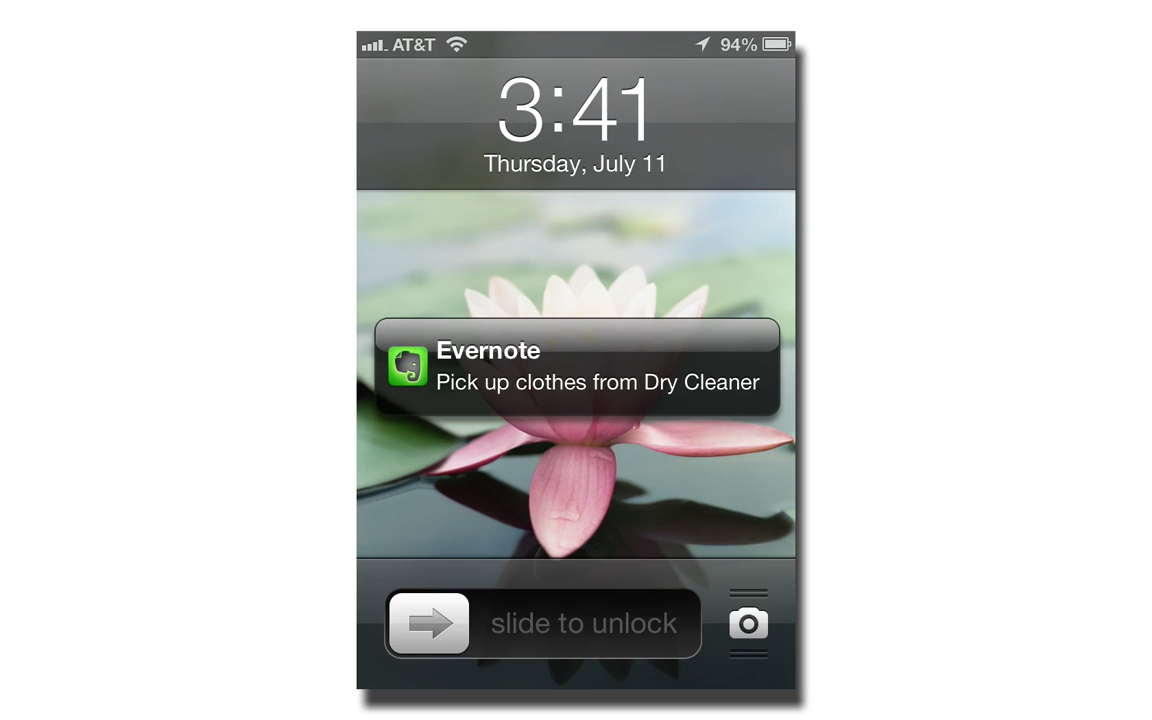 AT&T 94%
3:41
Thursday, July 11
Evernote
Pick up clothes from Dry Cleaner
slide to unlock